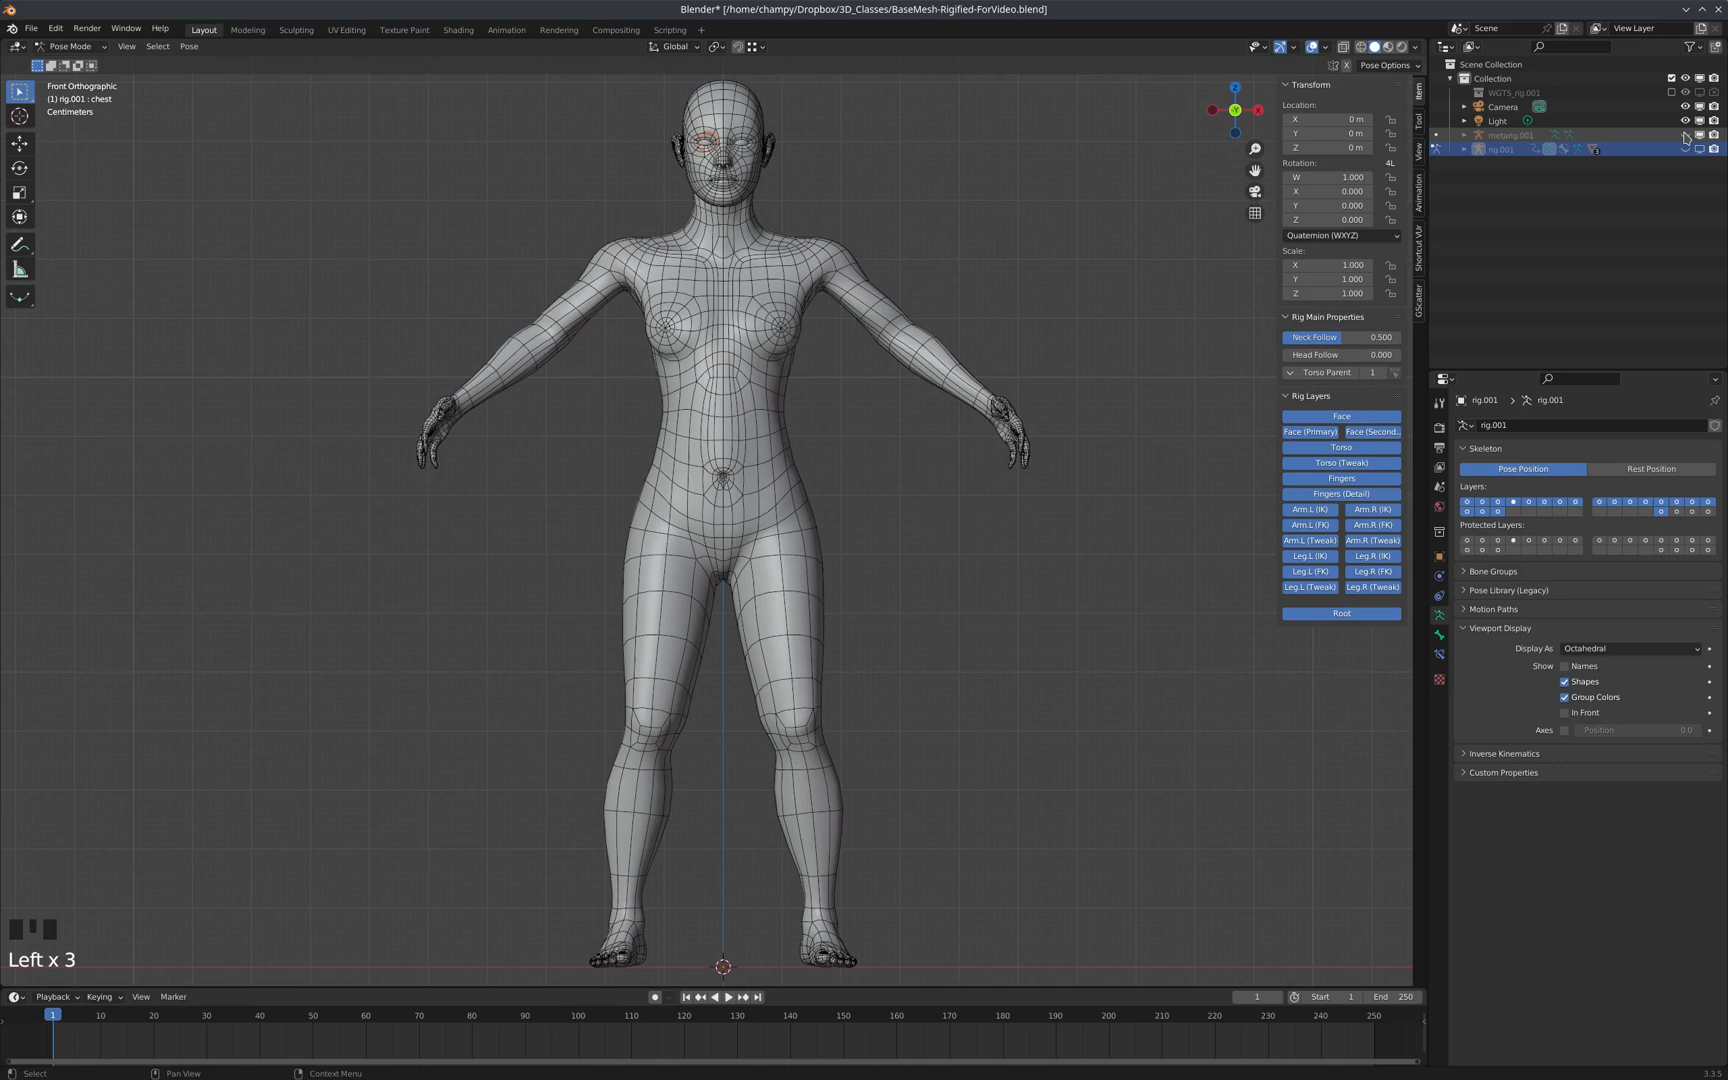 Blender* [/home/champy/Dropbox/3D_Classes/BaseMesh-Rigified-ForVideo.blend]
File Edit Render Window Help Layout Modeling Sculpting UV Editing Texture Paint Shading Animation Rendering Compositing Scripting + Scene View Layer
Pose Mode View Select Pose Global
X Pose Options
Front Orthographic
(1) rig.001 : chest
Centimeters
Z
Y
X
Transform
Location:
X 0 m
Y 0 m
Z 0 m
Rotation: 4L
W 1.000
X 0.000
Y 0.000
Z 0.000
Quaternion (WXYZ)
Scale:
X 1.000
Y 1.000
Z 1.000
Rig Main Properties
Neck Follow 0.500
Head Follow 0.000
Torso Parent 1
Rig Layers
Face
Face (Primary) Face (Second...
Torso
Torso (Tweak)
Fingers
Fingers (Detail)
Arm.L (IK) Arm.R (IK)
Arm.L (FK) Arm.R (FK)
Arm.L (Tweak) Arm.R (Tweak)
Leg.L (IK) Leg.R (IK)
Leg.L (FK) Leg.R (FK)
Leg.L (Tweak) Leg.R (Tweak)
Root
Item
Tool
View
Animation
Shortcut VUr
GScatter
Scene Collection
Collection
WGTS_rig.001
Camera
Light
metarig.001
rig.001 3
rig.001 > rig.001
rig.001
Skeleton
Pose Position Rest Position
Layers:
Protected Layers:
Bone Groups
Pose Library (Legacy)
Motion Paths
Viewport Display
Display As Octahedral
Show Names
Shapes
Group Colors
In Front
Axes Position 0.0
Inverse Kinematics
Custom Properties
Left x 3
Playback Keying View Marker 1 Start 1 End 250
1 10 20 30 40 50 60 70 80 90 100 110 120 130 140 150 160 170 180 190 200 210 220 230 240 250
Select Pan View Context Menu 3.3.5